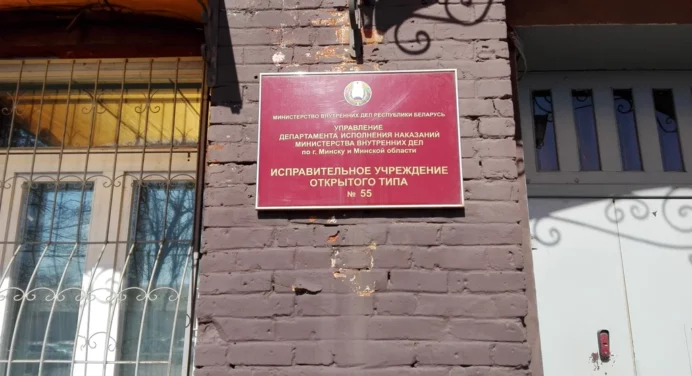 МИНИСТЕРСТВО ВНУТРЕННИХ ДЕЛ РЕСПУБЛИКИ БЕЛАРУСЬ
УПРАВЛЕНИЕ
ДЕПАРТАМЕНТА ИСПОЛНЕНИЯ НАКАЗАНИЙ
МИНИСТЕРСТВА ВНУТРЕННИХ ДЕЛ
по г. Минску и Минской области
ИСПРАВИТЕЛЬНОЕ УЧРЕЖДЕНИЕ
ОТКРЫТОГО ТИПА
№ 55